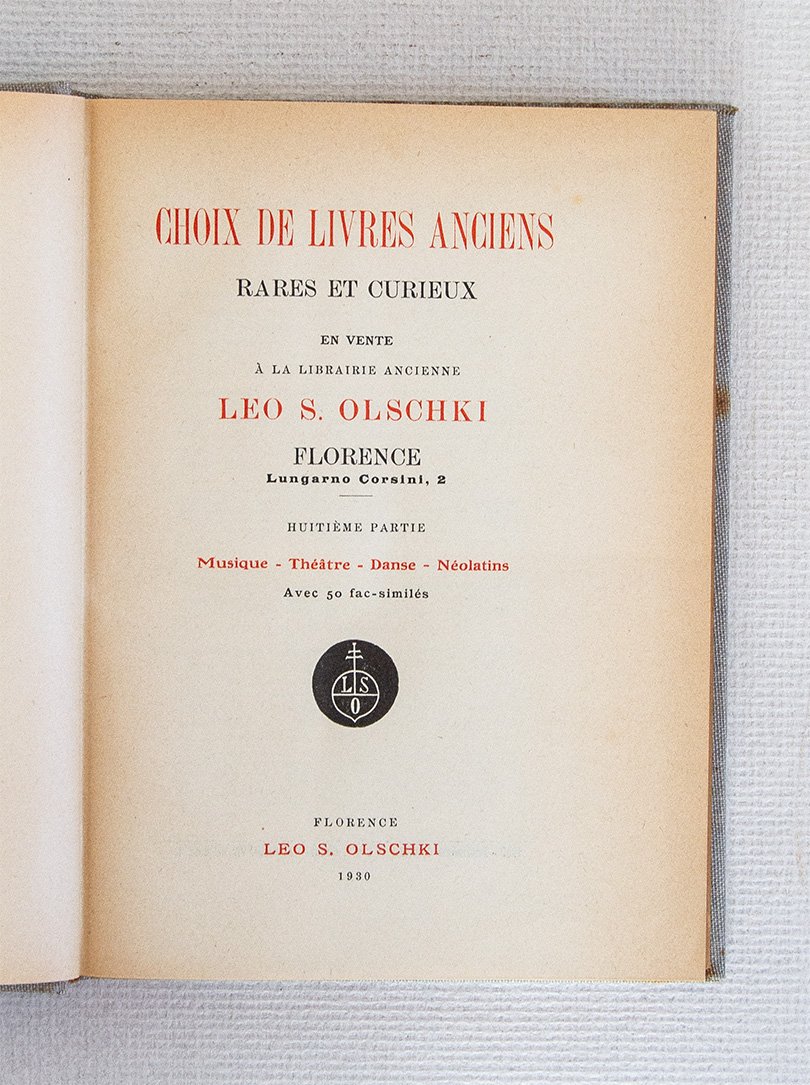 CHOIX DE LIVRES ANCIENS
RARES ET CURIEUX
EN VENTE
À LA LIBRAIRIE ANCIENNE
LEO S. OLSCHKI
FLORENCE
Lungarno Corsini, 2
HUITIÈME PARTIE
Musique - Théâtre - Danse - Néolatins
Avec 50 fac-similés
L S
O
FLORENCE
LEO S. OLSCHKI
1930